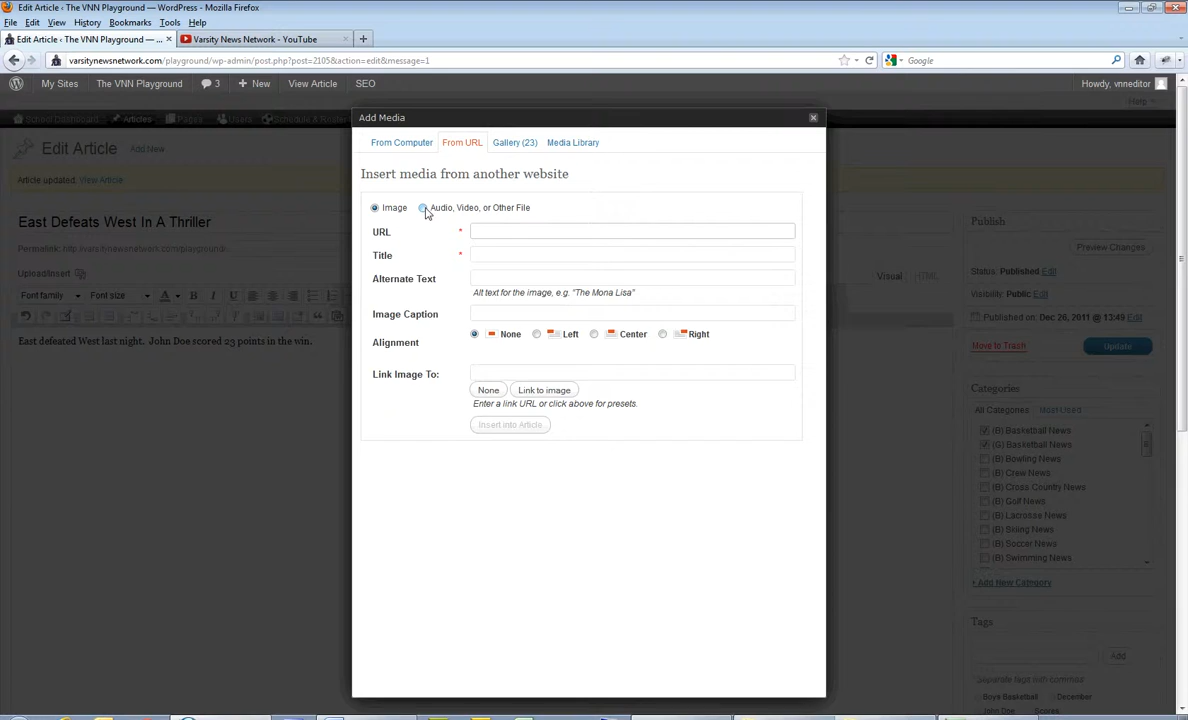 Edit Article ‹ The VNN Playground — WordPress - Mozilla Firefox
File Edit View History Bookmarks Tools Help
Edit Article ‹ The VNN Playground — ... × Varsity News Network - YouTube × +
varsitynewsnetwork.com/playground/wp-admin/post.php?post=2105&action=edit&message=1 Google
My Sites The VNN Playground 3 + New View Article SEO Howdy, vnneditor
School Dashboard Articles Pages Users Help
Edit Article Add New
Article updated. View Article
East Defeats West In A Thriller
Permalink: http://varsitynewsnetwork.com/playground/
Upload/Insert Visual HTML
Font family Font size A B I U
East defeated West last night. John Doe scored 23 points in the win.
Add Media
From Computer From URL Gallery (23) Media Library
Insert media from another website
Image Audio, Video, or Other File
URL *
Title *
Alternate Text
Alt text for the image, e.g. "The Mona Lisa"
Image Caption
Alignment None Left Center Right
Link Image To:
None Link to image
Enter a link URL or click above for presets.
Insert into Article
Publish
Preview Changes
Status: Published Edit
Visibility: Public Edit
Published on: Dec 26, 2011 @ 13:49 Edit
Move to Trash Update
Categories
All Categories Most Used
(B) Basketball News
(G) Basketball News
(B) Bowling News
(B) Crew News
(B) Cross Country News
(B) Golf News
(B) Lacrosse News
(B) Skiing News
(B) Soccer News
(B) Swimming News
+ Add New Category
Tags
Add
Separate tags with commas
Boys Basketball December
John Doe Scores